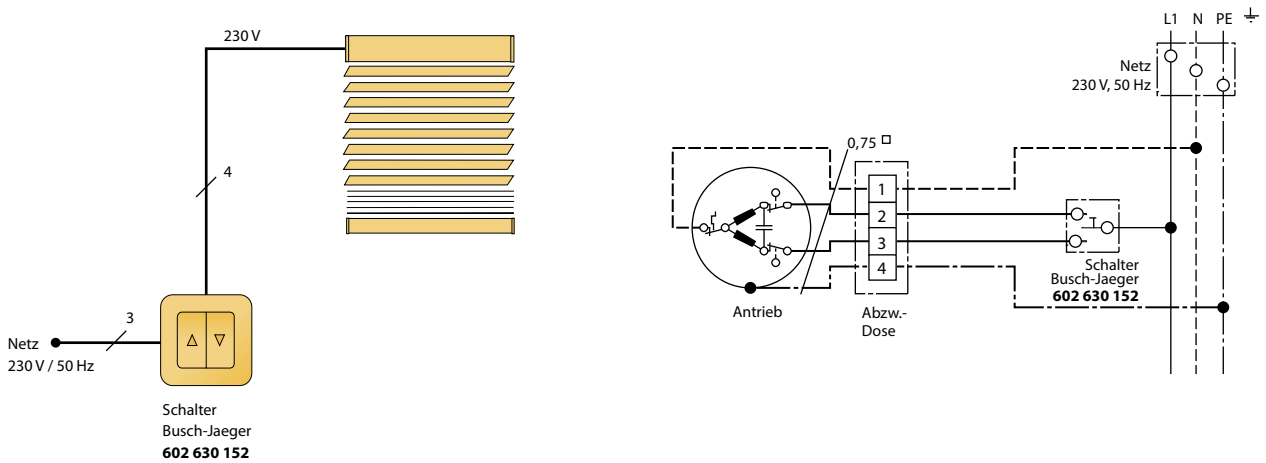 230 V
4
3
Netz
230 V / 50 Hz
Schalter
Busch-Jaeger
602 630 152
L1 N PE
Netz
230 V, 50 Hz
0,75
1
2
3
4
Schalter
Busch-Jaeger
602 630 152
Antrieb
Abzw.-
Dose